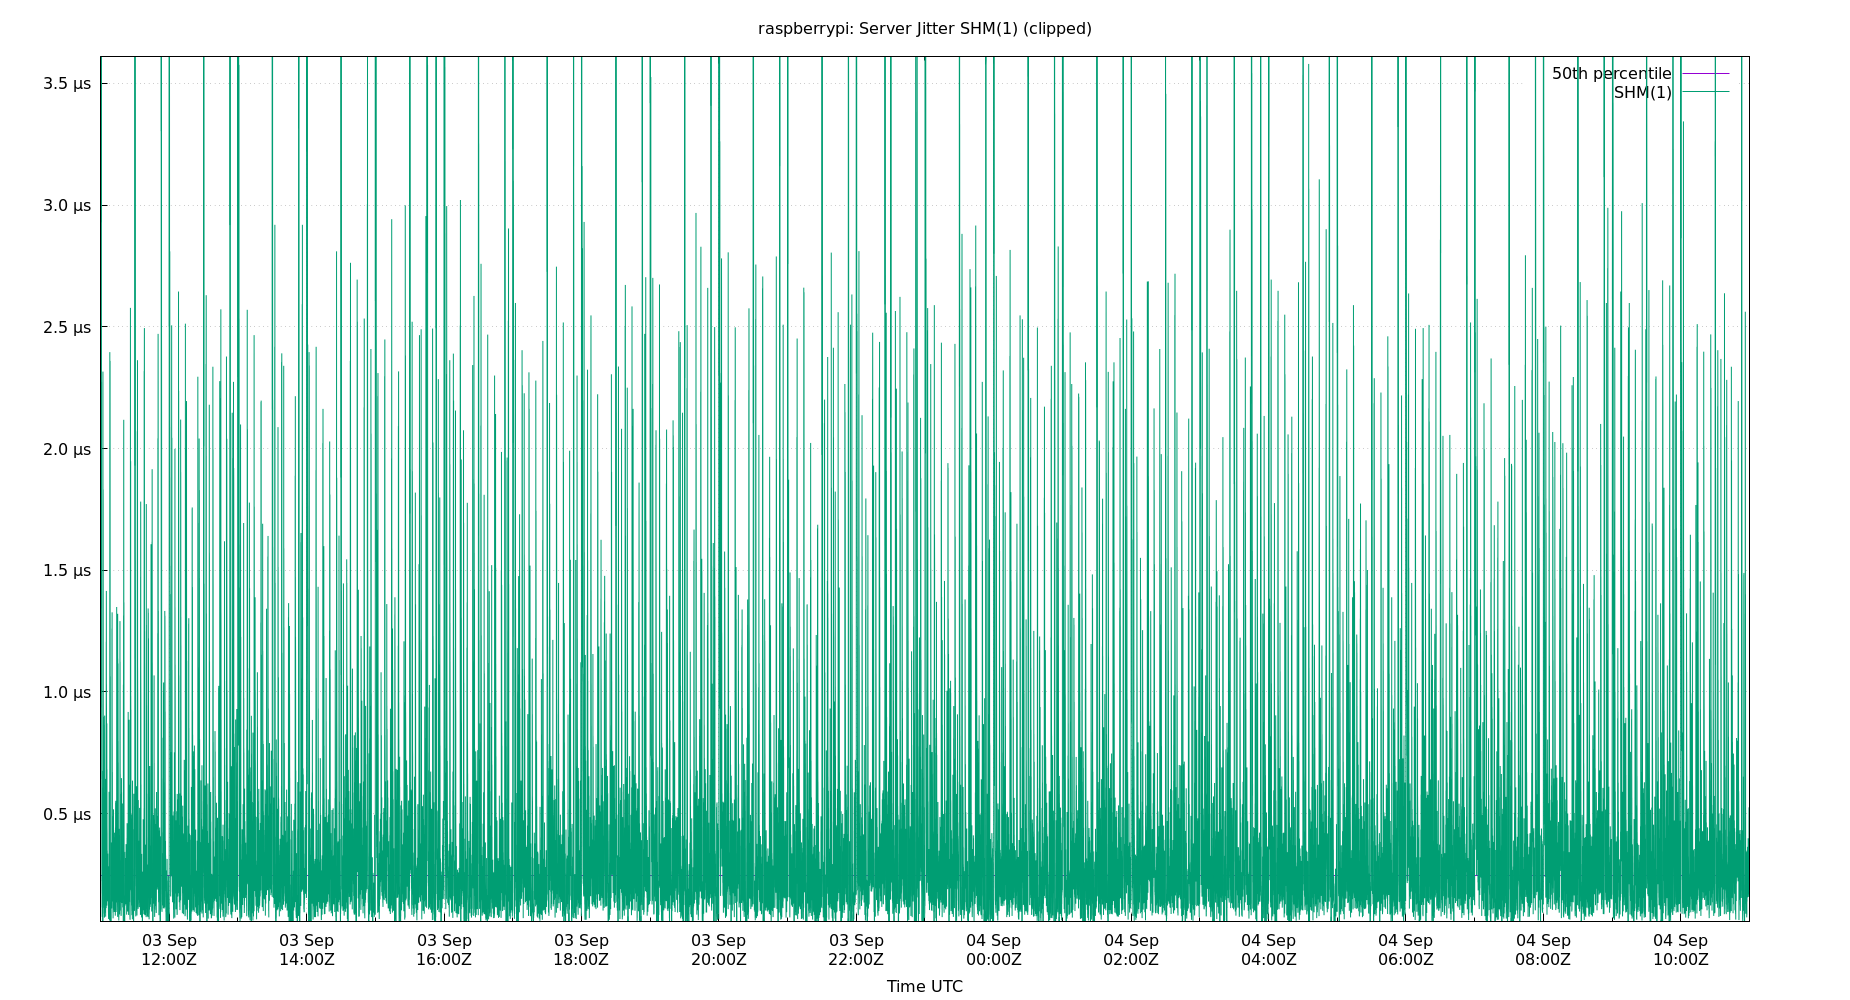 raspberrypi: Server Jitter SHM(1) (clipped)
50th percentile
SHM(1)
3.5 µs
3.0 µs
2.5 µs
2.0 µs
1.5 µs
1.0 µs
0.5 µs
03 Sep 03 Sep 03 Sep 03 Sep 03 Sep 03 Sep 04 Sep 04 Sep 04 Sep 04 Sep 04 Sep 04 Sep
12:00Z 14:00Z 16:00Z 18:00Z 20:00Z 22:00Z 00:00Z 02:00Z 04:00Z 06:00Z 08:00Z 10:00Z
Time UTC